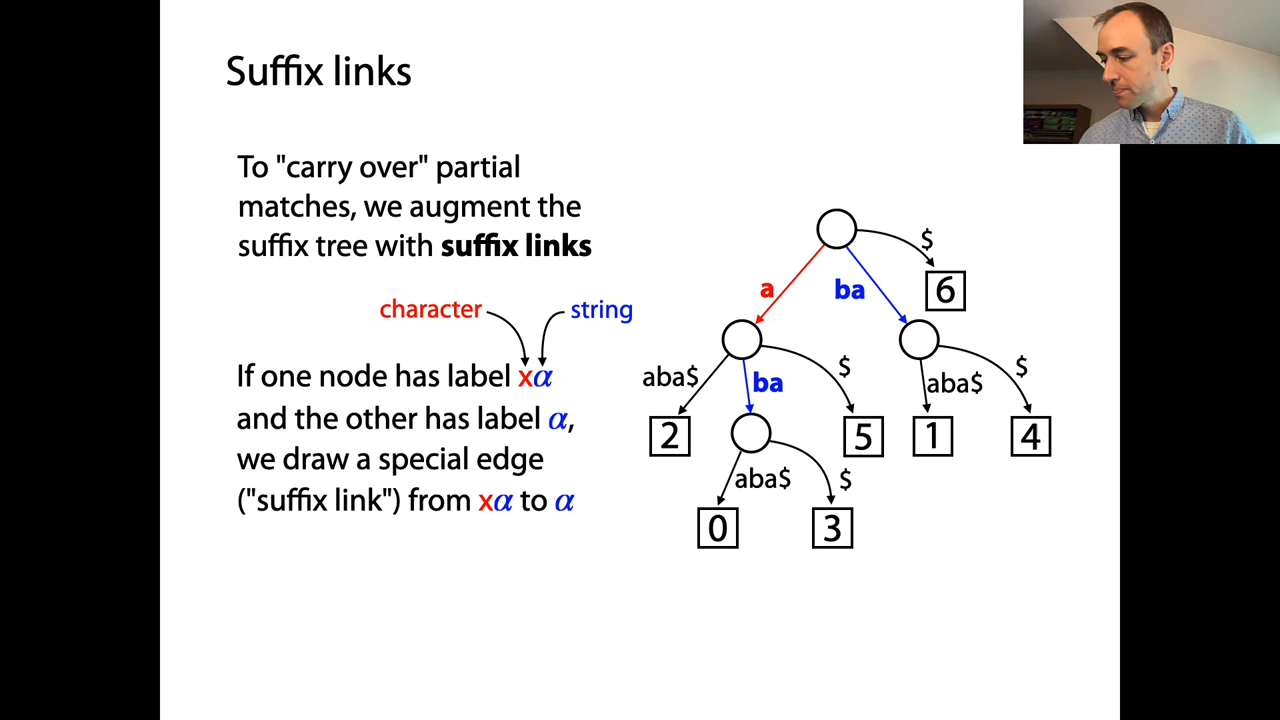 Suffix links
To "carry over" partial
matches, we augment the
suffix tree with suffix links
character
string
If one node has label xα
and the other has label α,
we draw a special edge
("suffix link") from xα to α
$
a
ba
6
aba$
ba
$
aba$
$
2
5
1
4
aba$
$
0
3